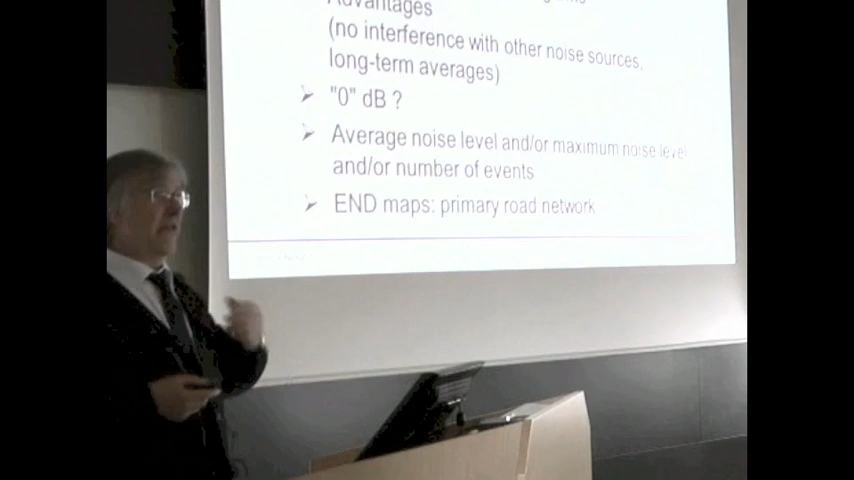 Advantages
(no interference with other noise sources,
long-term averages)
➢ "0" dB ?
➢ Average noise level and/or maximum noise level
and/or number of events
➢ END maps: primary road network